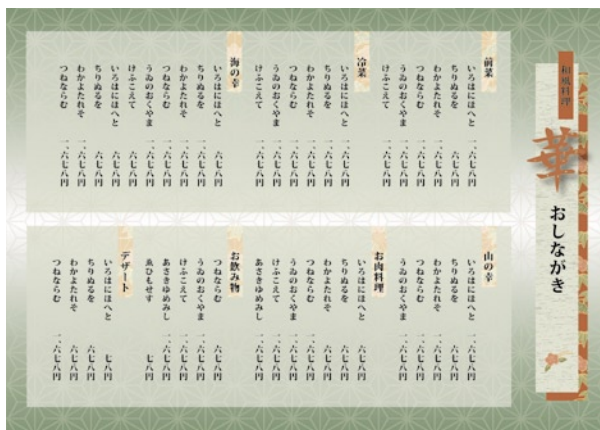 和風料理
華
おしながき
前菜
いろはにほへと 一、六七八円
ちりぬるを 六七八円
わかよたれそ 一、六七八円
つねならむ 一、六七八円
うゐのおくやま 一、六七八円
けふこえて 一、六七八円
冷菜
いろはにほへと 一、六七八円
ちりぬるを 六七八円
わかよたれそ 一、六七八円
つねならむ 一、六七八円
うゐのおくやま 一、六七八円
けふこえて 一、六七八円
海の幸
いろはにほへと 一、六七八円
ちりぬるを 六七八円
わかよたれそ 一、六七八円
つねならむ 一、六七八円
うゐのおくやま 一、六七八円
けふこえて 一、六七八円
いろはにほへと 六七八円
ちりぬるを 六七八円
わかよたれそ 一、六七八円
つねならむ 一、六七八円
山の幸
いろはにほへと 六七八円
ちりぬるを 六七八円
わかよたれそ 六七八円
つねならむ 一、六七八円
うゐのおくやま 一、六七八円
お肉料理
いろはにほへと 六七八円
ちりぬるを 六七八円
わかよたれそ 六七八円
つねならむ 一、六七八円
うゐのおくやま 一、六七八円
けふこえて 一、六七八円
あさきゆめみし 一、六七八円
お飲み物
つねならむ 六七八円
うゐのおくやま 一、六七八円
けふこえて 一、六七八円
あさきゆめみし 一、六七八円
ゑひもせす 七八円
デザート
いろはにほへと 七八円
ちりぬるを 六七八円
わかよたれそ 六七八円
つねならむ 一、六七八円